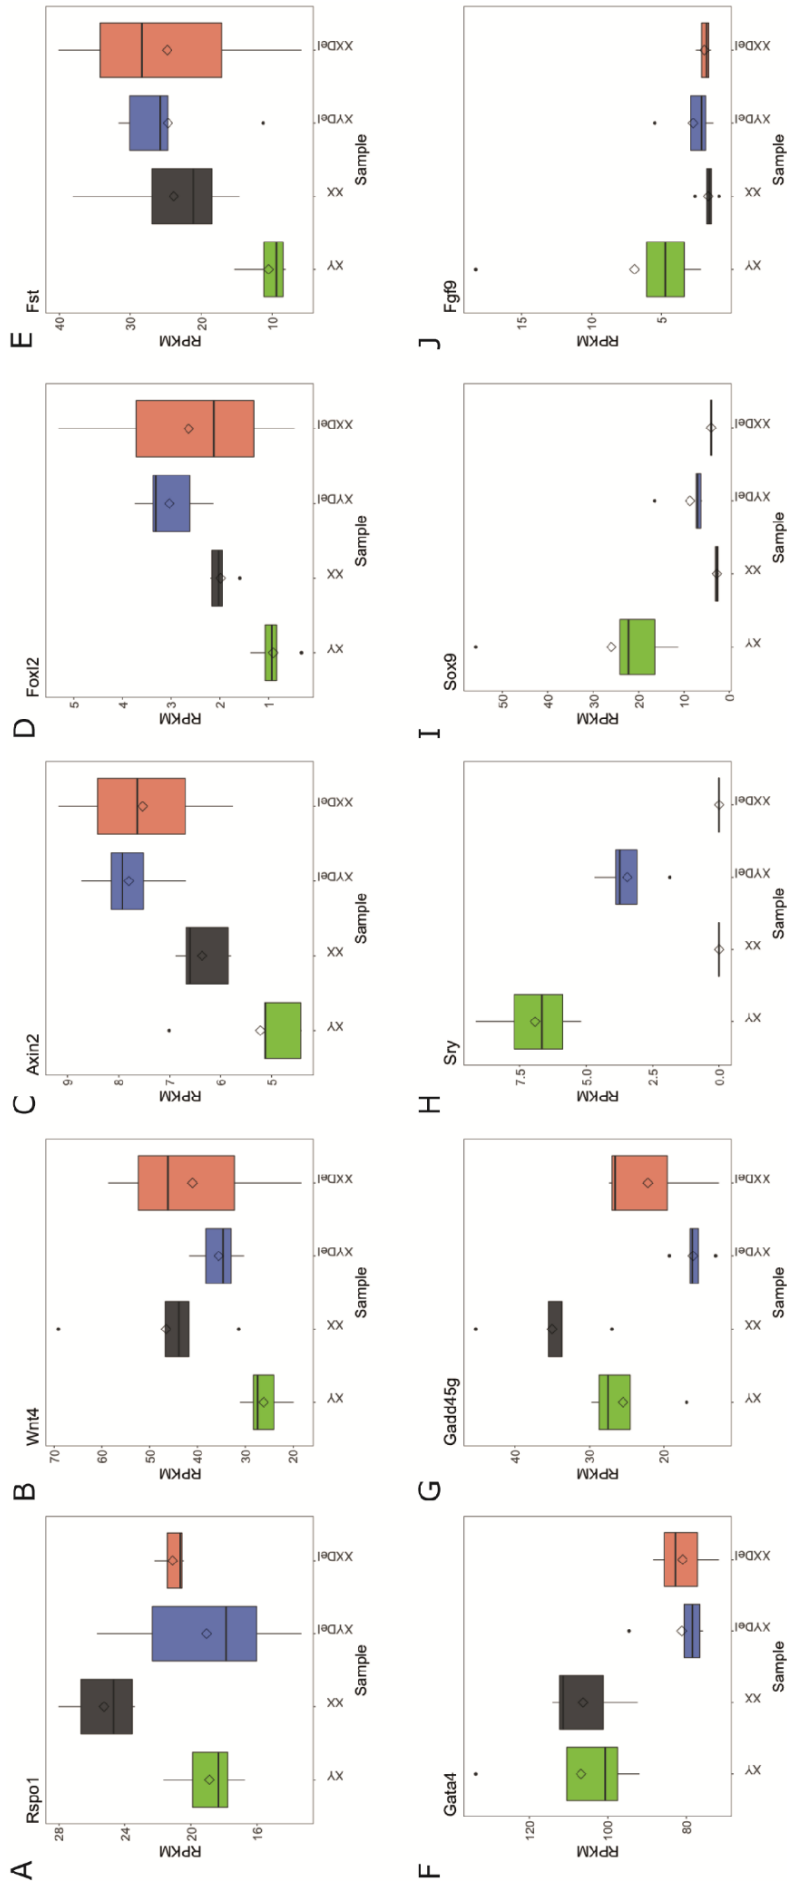 A
Rspo1
RPKM
28
24
20
16
XY
XX
XYDel
XXDel
Sample
B
Wnt4
RPKM
70
60
50
40
30
20
XY
XX
XYDel
XXDel
Sample
C
Axin2
RPKM
9
8
7
6
5
XY
XX
XYDel
XXDel
Sample
D
Foxl2
RPKM
5
4
3
2
1
XY
XX
XYDel
XXDel
Sample
E
Fst
RPKM
40
30
20
10
XY
XX
XYDel
XXDel
Sample
F
Gata4
RPKM
120
100
80
XY
XX
XYDel
XXDel
Sample
G
Gadd45g
RPKM
40
30
20
XY
XX
XYDel
XXDel
Sample
H
Sry
RPKM
7.5
5.0
2.5
0.0
XY
XX
XYDel
XXDel
Sample
I
Sox9
RPKM
50
40
30
20
10
0
XY
XX
XYDel
XXDel
Sample
J
Fgf9
RPKM
15
10
5
XY
XX
XYDel
XXDel
Sample